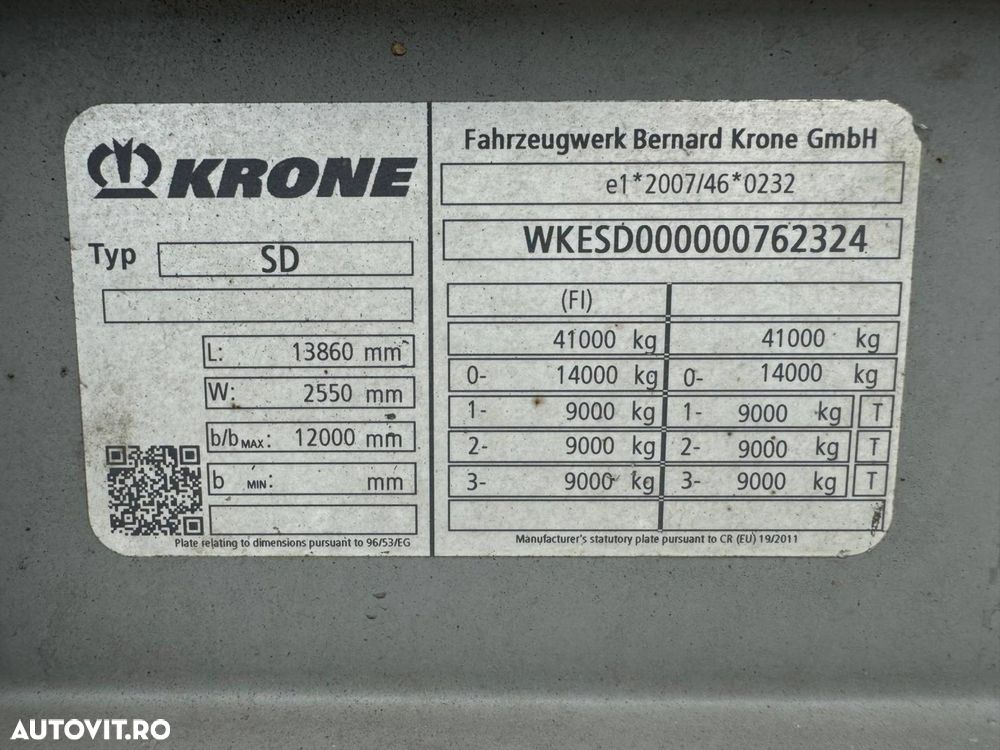 KRONE
Typ SD
L: 13860 mm
W: 2550 mm
b/b MAX: 12000 mm
b MIN: mm
Plate relating to dimensions pursuant to 96/53/EG
Fahrzeugwerk Bernard Krone GmbH
e1*2007/46*0232
WKESD000000762324
(FI)
41000 kg 41000 kg
0- 14000 kg 0- 14000 kg
1- 9000 kg 1- 9000 kg T
2- 9000 kg 2- 9000 kg T
3- 9000 kg 3- 9000 kg T
Manufacturer's statutory plate pursuant to CR (EU) 19/2011
AUTOVIT.RO